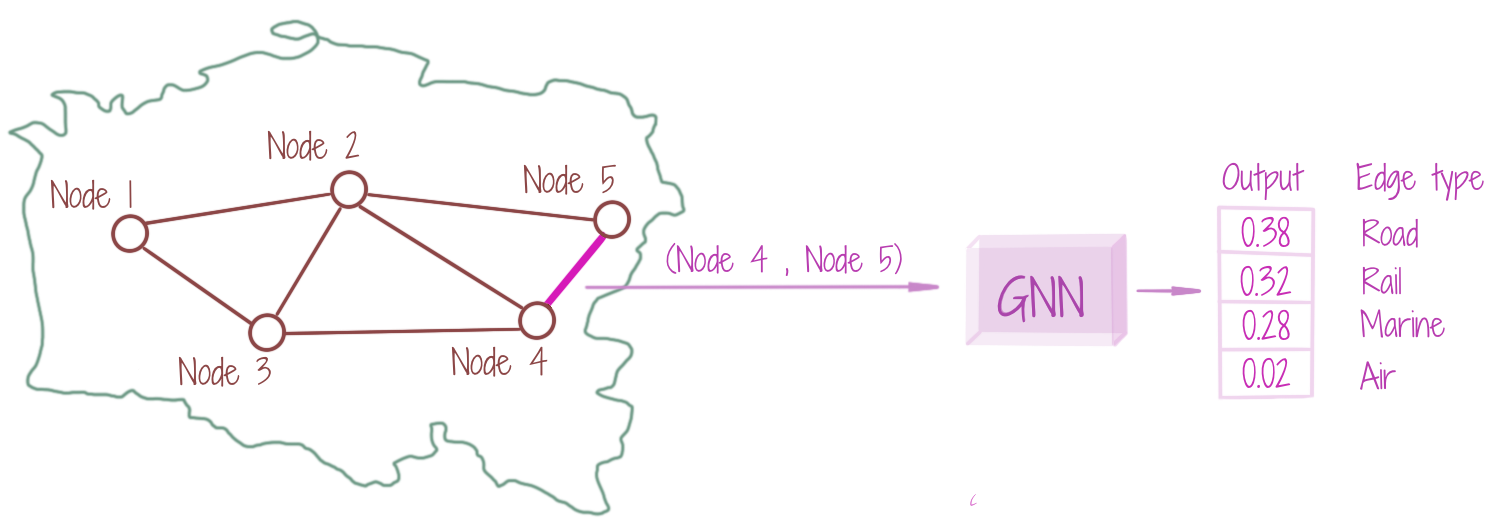 Node 1
Node 2
Node 5
Node 3
Node 4
(Node 4 , Node 5)
GNN
Output Edge type
0.38 Road
0.32 Rail
0.28 Marine
0.02 Air